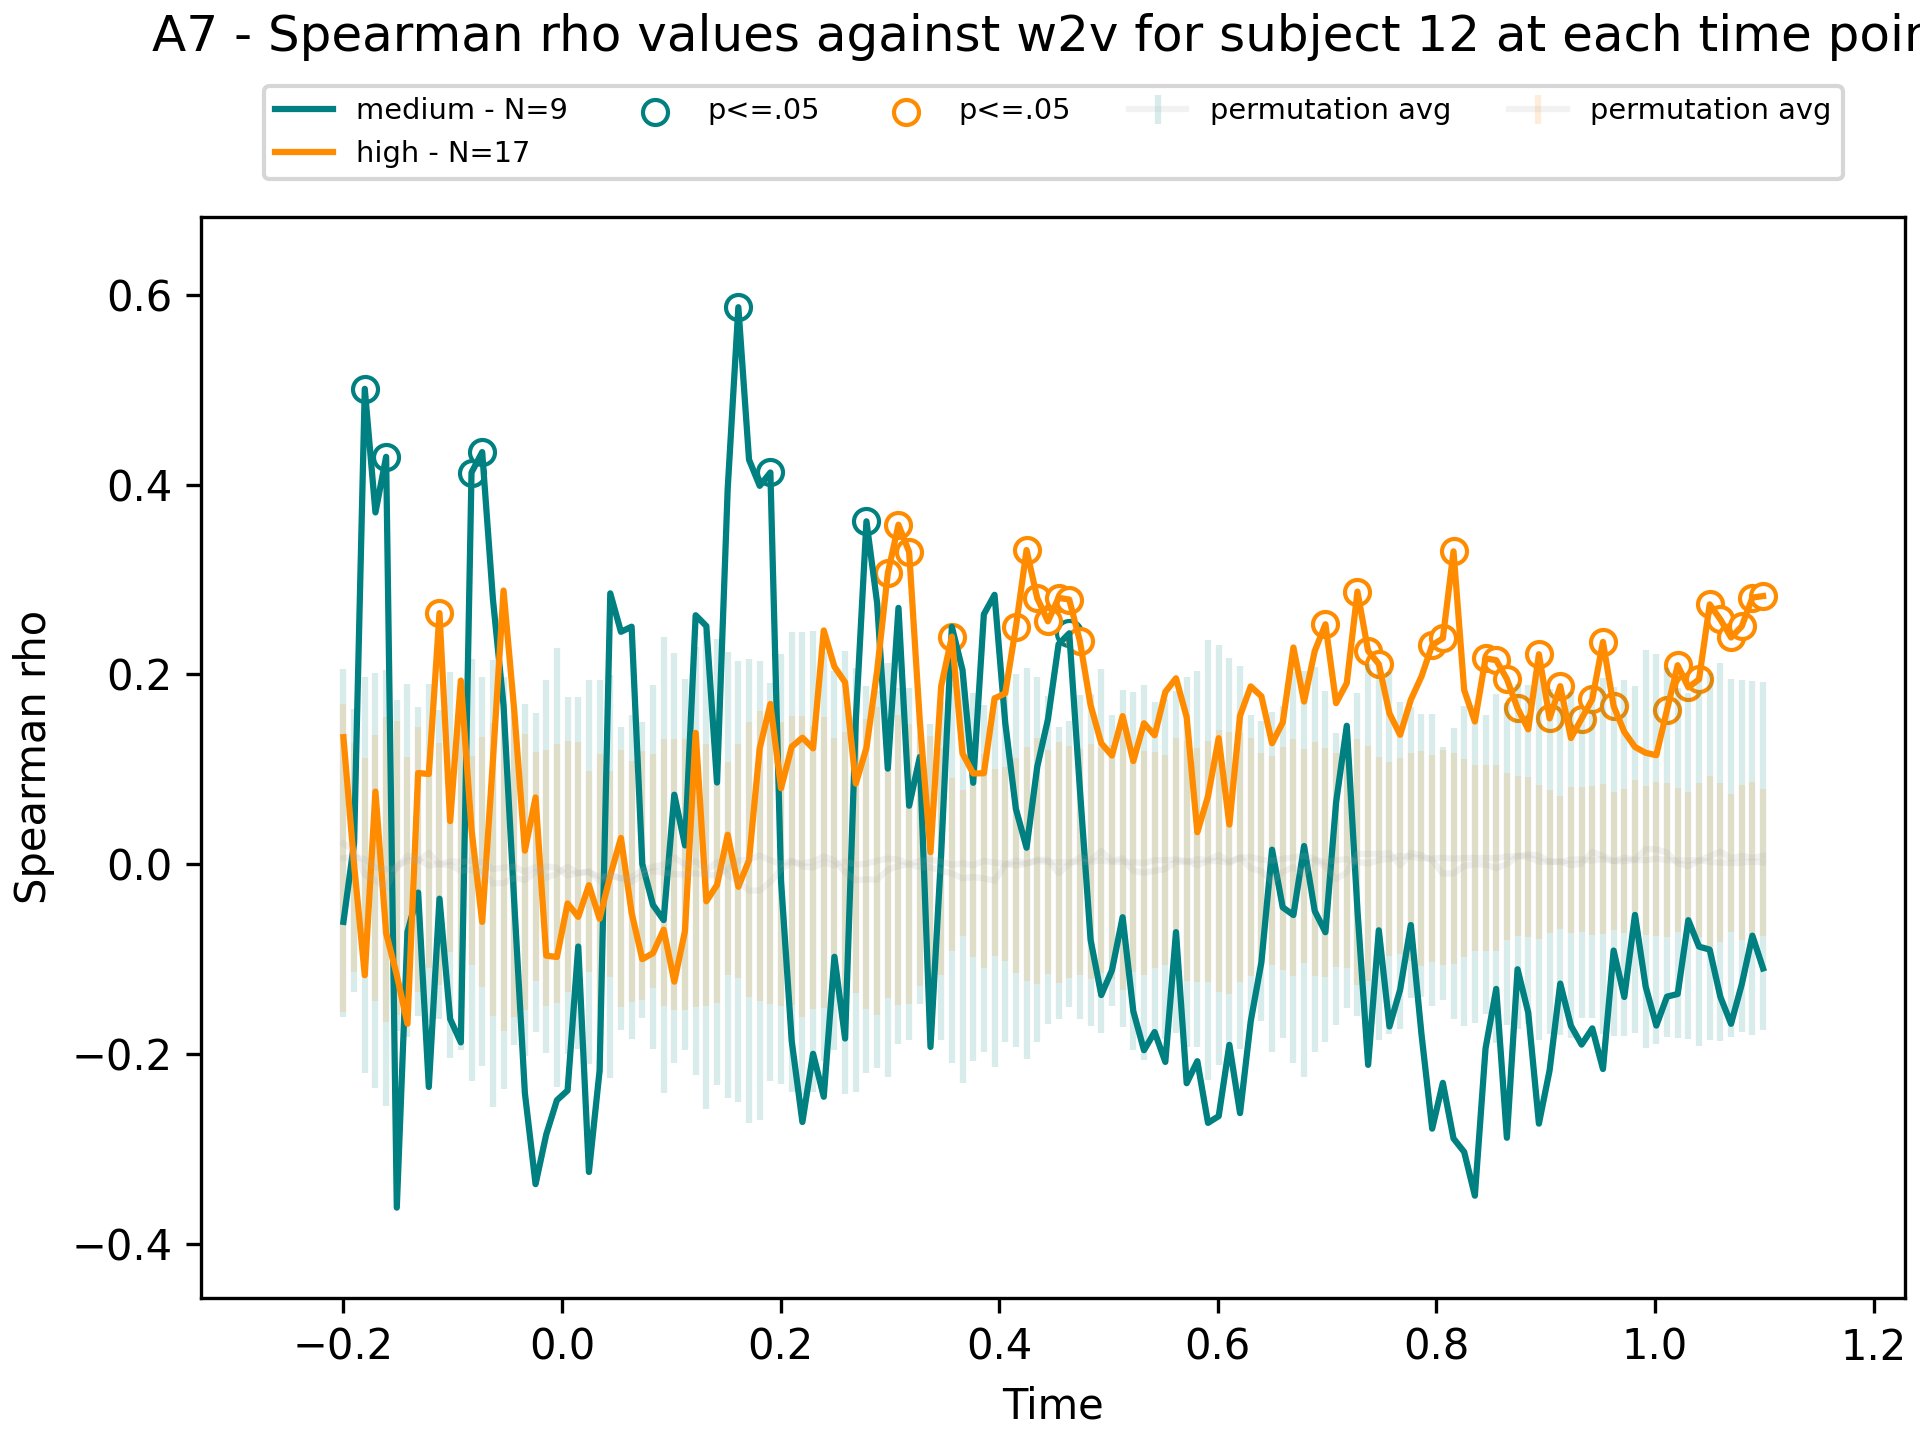 A7 - Spearman rho values against w2v for subject 12 at each time
medium - N=9 p<=.05 p<=.05 permutation avg permutation avg
high - N=17
Spearman rho
0.6
0.4
0.2
0.0
−0.2
−0.4
−0.2 0.0 0.2 0.4 0.6 0.8 1.0 1.2
Time